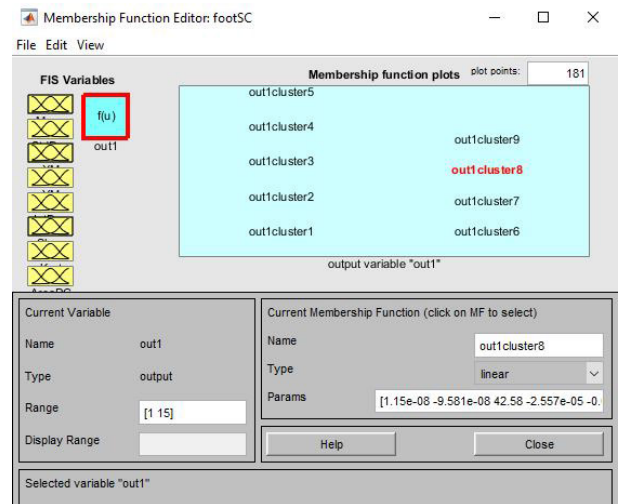 Membership Function Editor: footSC
File Edit View
FIS Variables
f(u)
out1
Membership function plots
plot points:
181
out1cluster5
out1cluster4
out1cluster3
out1cluster2
out1cluster1
out1cluster9
out1cluster8
out1cluster7
out1cluster6
output variable "out1"
Current Variable
Name out1
Type output
Range [1 15]
Display Range
Current Membership Function (click on MF to select)
Name out1cluster8
Type linear
Params [1.15e-08 -9.581e-08 42.58 -2.557e-05 -0.
Help
Close
Selected variable "out1"